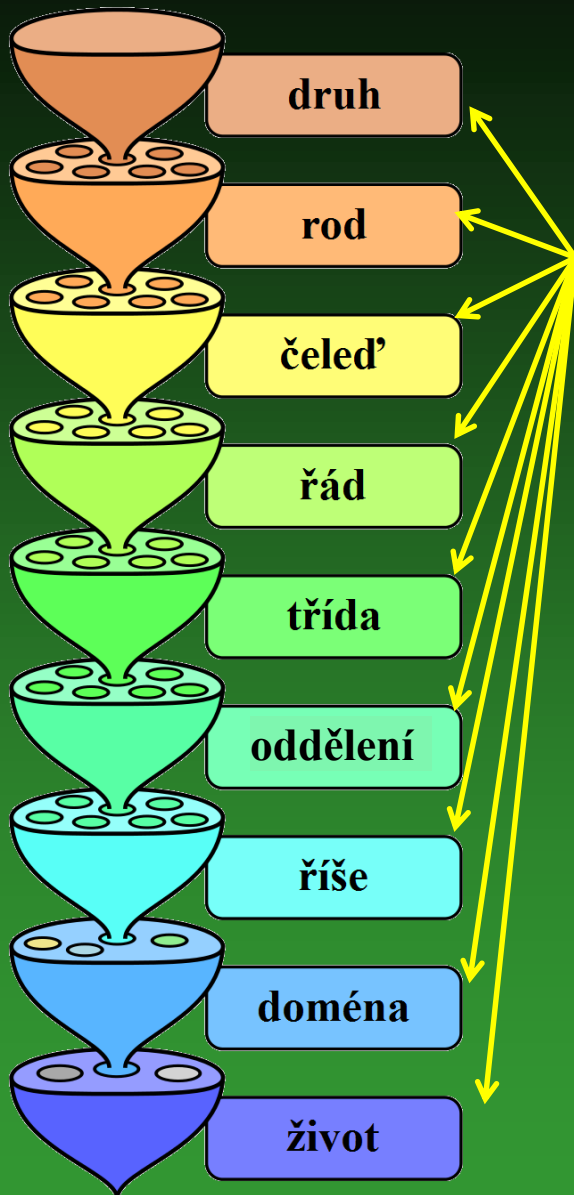 druh
rod
čeleď
řád
třída
oddělení
říše
doména
život